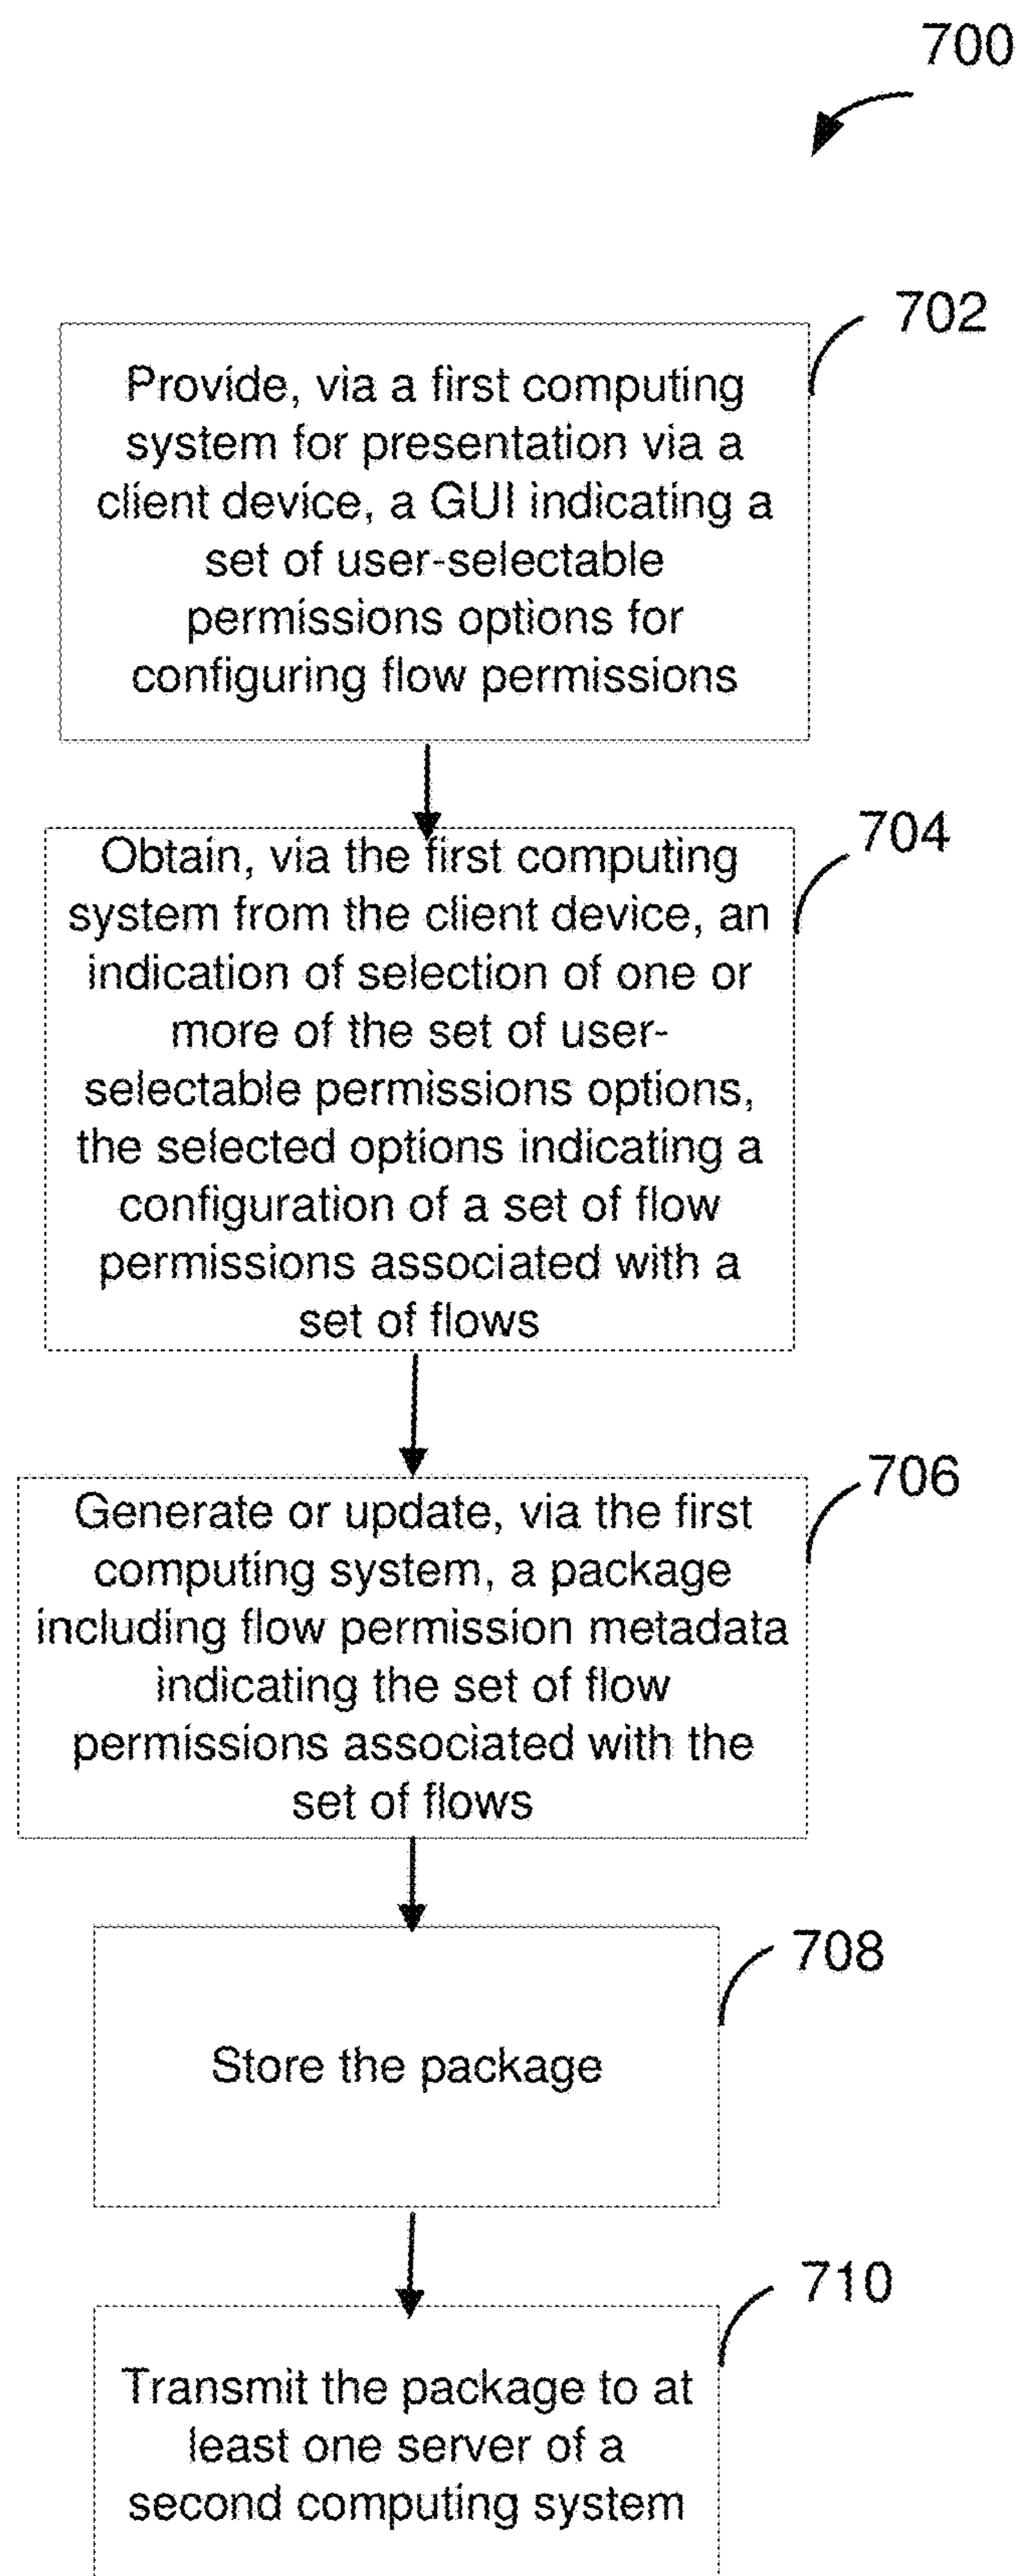 700
702
Provide, via a first computing
system for presentation via a
client device, a GUI indicating a
set of user-selectable
permissions options for
configuring flow permissions
704
Obtain, via the first computing
system from the client device, an
indication of selection of one or
more of the set of user-
selectable permissions options,
the selected options indicating a
configuration of a set of flow
permissions associated with a
set of flows
706
Generate or update, via the first
computing system, a package
including flow permission metadata
indicating the set of flow
permissions associated with the
set of flows
708
Store the package
710
Transmit the package to at
least one server of a
second computing system